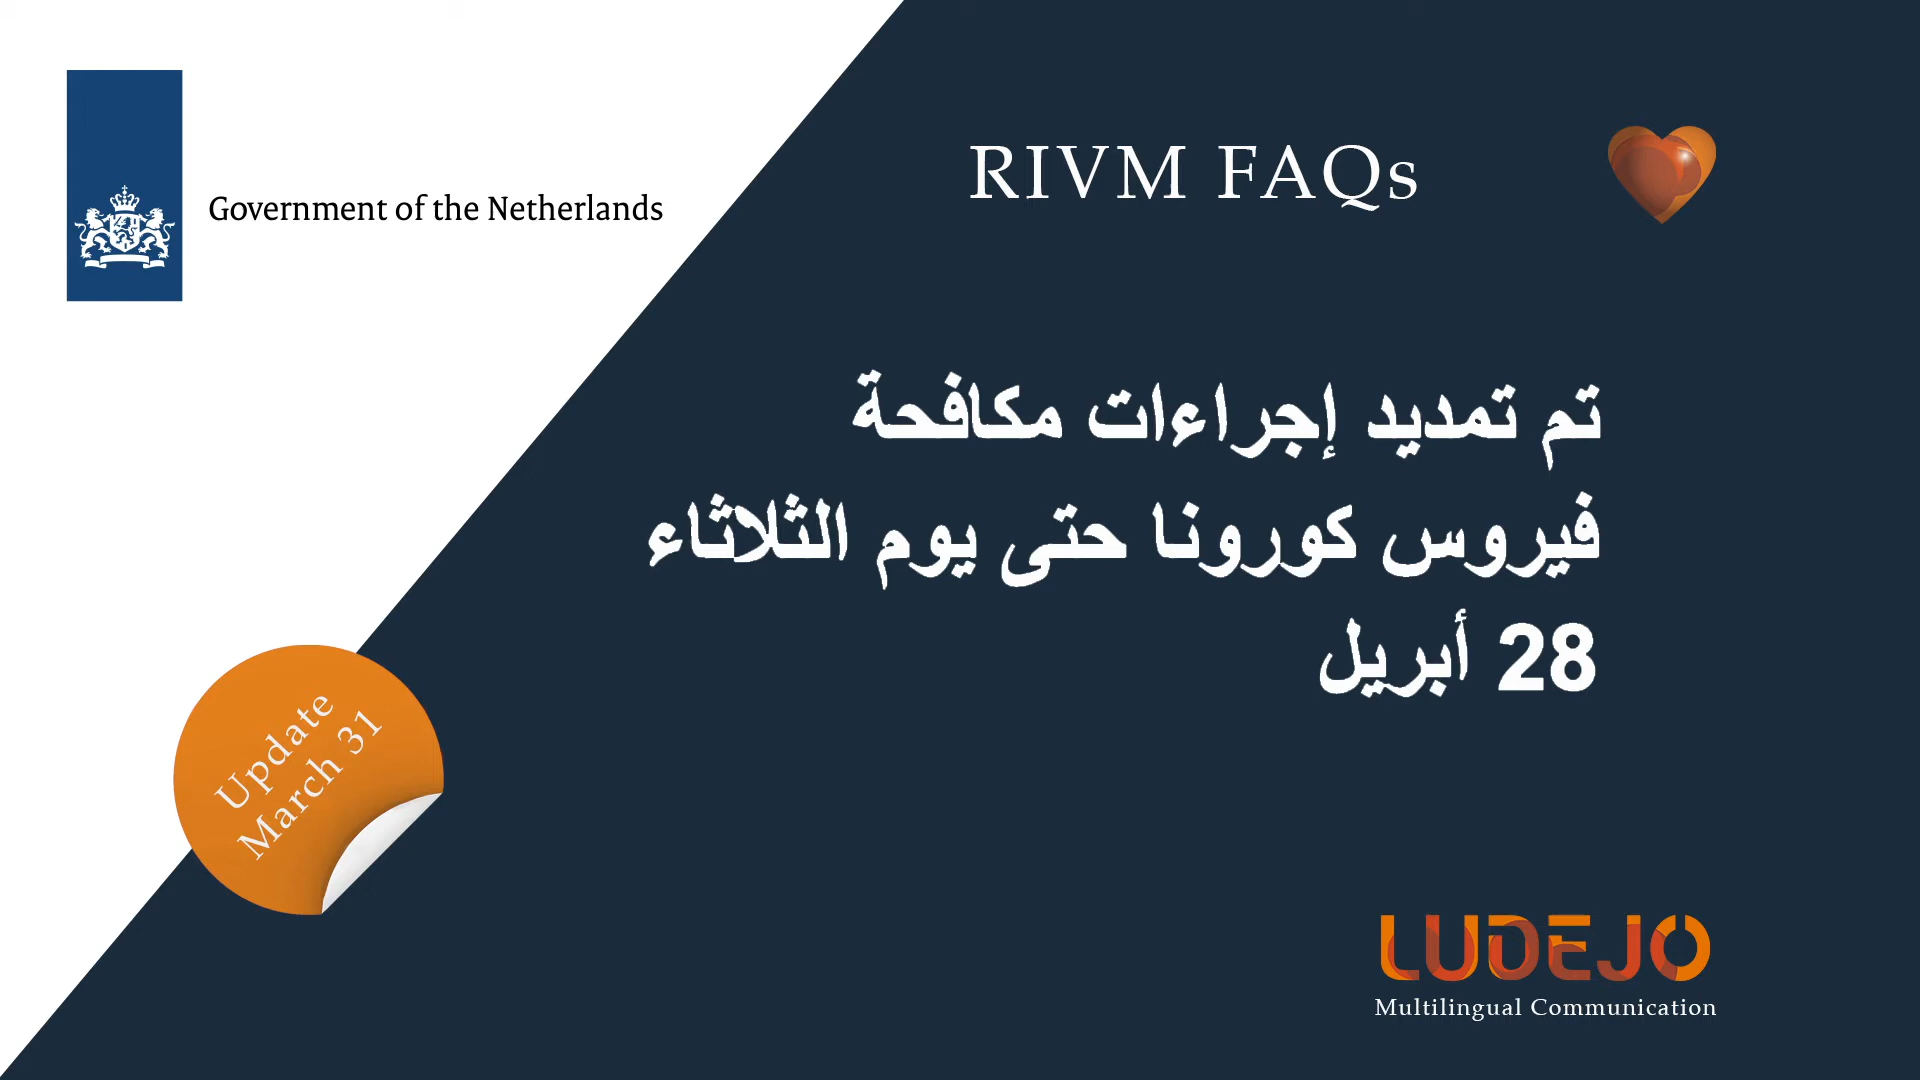 Government of the Netherlands
RIVM FAQs
تم تمديد إجراءات مكافحة
فيروس كورونا حتى يوم الثلاثاء
28 أبريل
Update
March 31
LUDEJO
Multilingual Communication